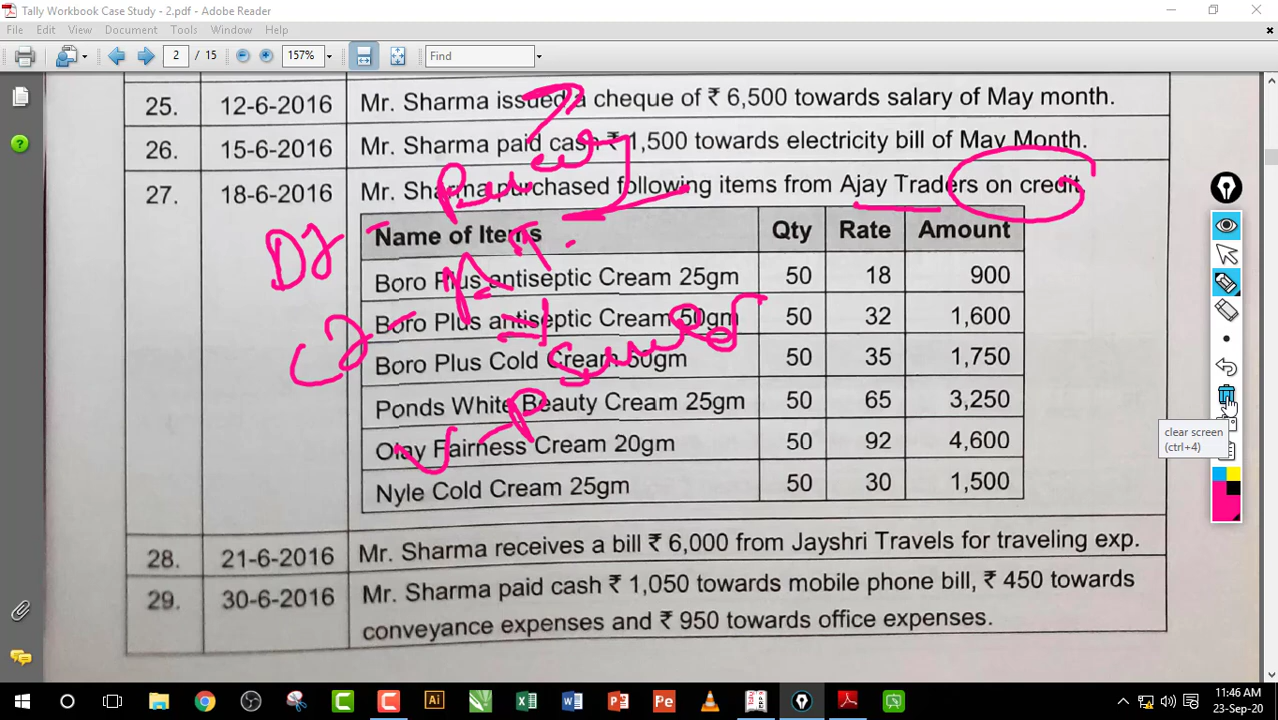 Tally Workbook Case Study - 2.pdf - Adobe Reader
File Edit View Document Tools Window Help
2 / 15 157% Find
25. 12-6-2016 Mr. Sharma issued a cheque of ₹ 6,500 towards salary of May month.
26. 15-6-2016 Mr. Sharma paid cash ₹ 1,500 towards electricity bill of May Month.
27. 18-6-2016 Mr. Sharma purchased following items from Ajay Traders on credit.
Name of Items Qty Rate Amount
Boro Plus antiseptic Cream 25gm 50 18 900
Boro Plus antiseptic Cream 50gm 50 32 1,600
Boro Plus Cold Cream 50gm 50 35 1,750
Ponds White Beauty Cream 25gm 50 65 3,250
Olay Fairness Cream 20gm 50 92 4,600
Nyle Cold Cream 25gm 50 30 1,500
clear screen
(ctrl+4)
28. 21-6-2016 Mr. Sharma receives a bill ₹ 6,000 from Jayshri Travels for traveling exp.
29. 30-6-2016 Mr. Sharma paid cash ₹ 1,050 towards mobile phone bill, ₹ 450 towards
conveyance expenses and ₹ 950 towards office expenses.
Dr
Cr
11:46 AM
23-Sep-20